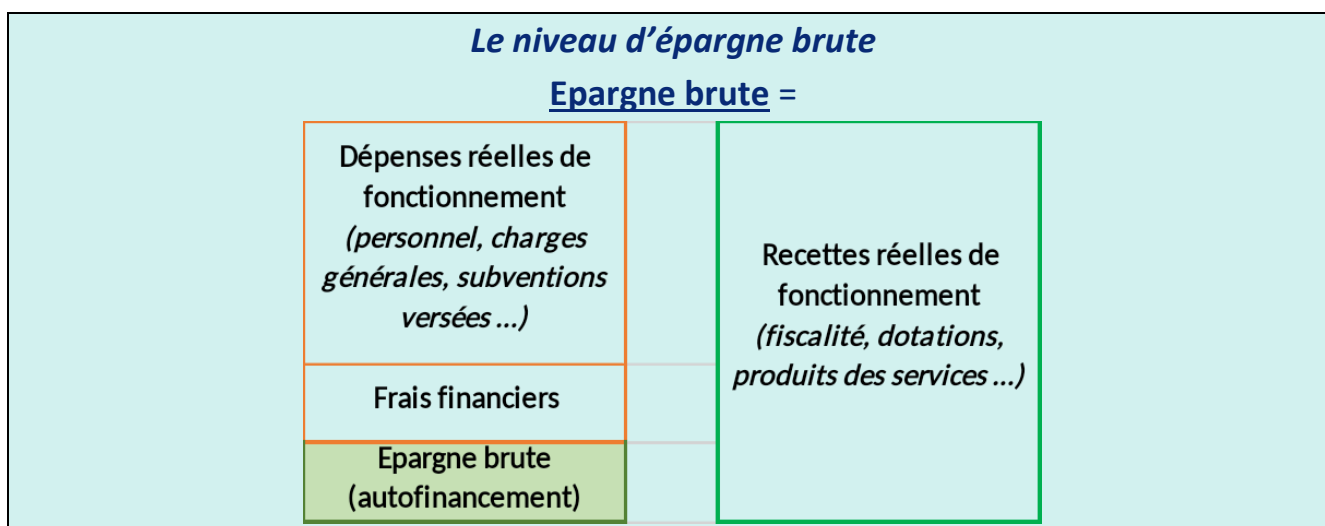 Le niveau d’épargne brute
Epargne brute =
Dépenses réelles de
fonctionnement
(personnel, charges
générales, subventions
versées ...)
Frais financiers
Epargne brute
(autofinancement)
Recettes réelles de
fonctionnement
(fiscalité, dotations,
produits des services ...)